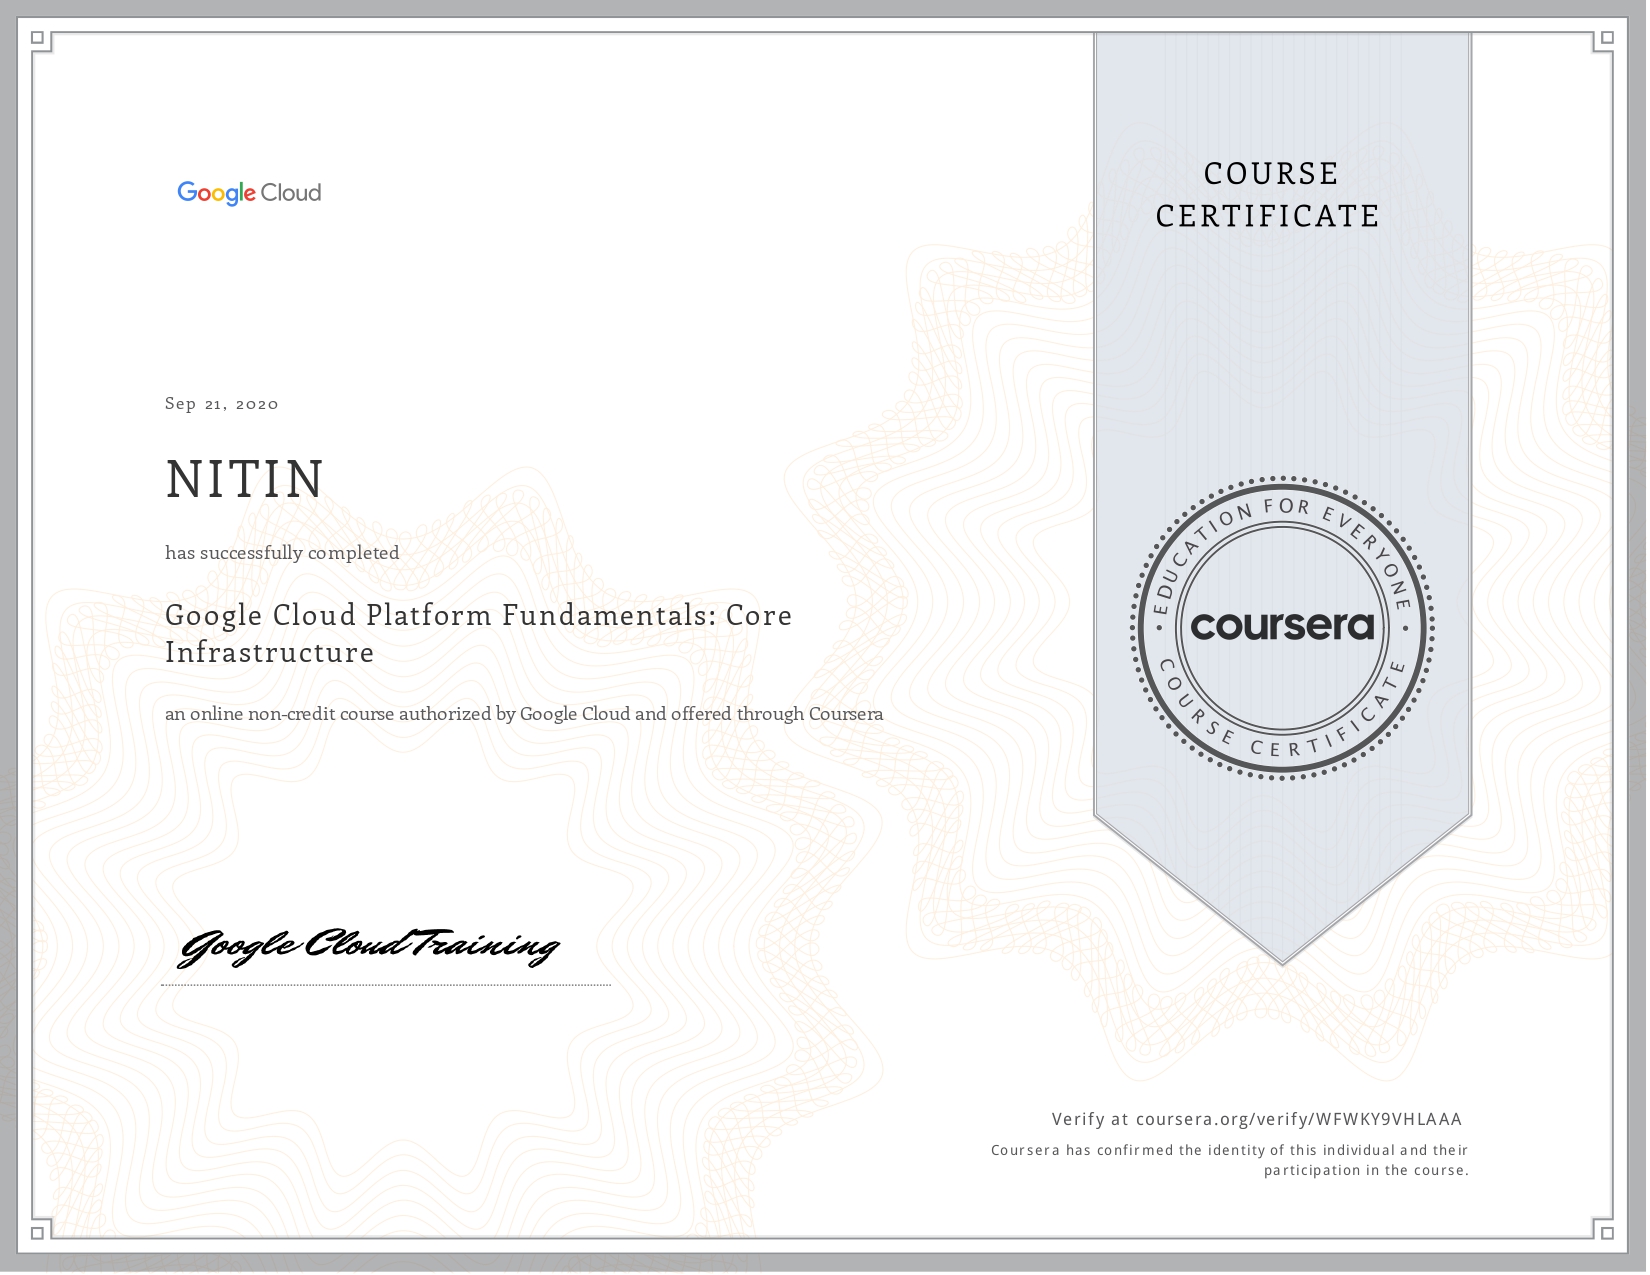 Google Cloud
COURSE
CERTIFICATE
Sep 21, 2020
NITIN
has successfully completed
Google Cloud Platform Fundamentals: Core
Infrastructure
an online non-credit course authorized by Google Cloud and offered through Coursera
EDUCATION FOR EVERYONE
coursera
COURSE CERTIFICATE
Google Cloud Training
Verify at coursera.org/verify/WFWKY9VHLAAA
Coursera has confirmed the identity of this individual and their
participation in the course.